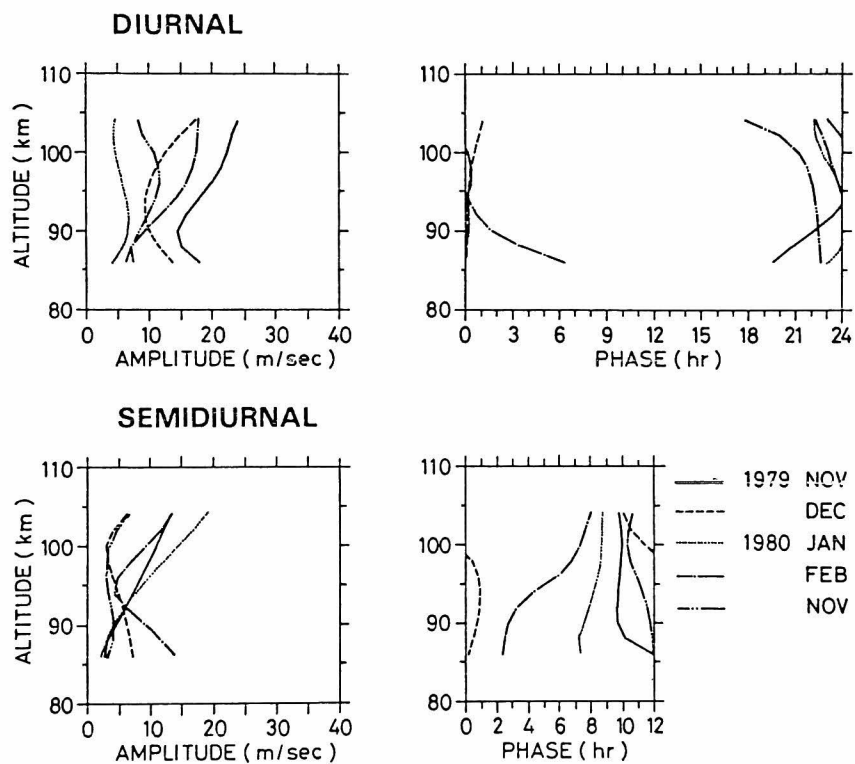 DIURNAL
110
100
90
80
ALTITUDE (km)
0 10 20 30 40
AMPLITUDE (m/sec)
110
100
90
80
0 3 6 9 12 15 18 21 24
PHASE (hr)
SEMIDIURNAL
110
100
90
80
ALTITUDE (km)
0 10 20 30 40
AMPLITUDE (m/sec)
110
100
90
80
0 2 4 6 8 10 12
PHASE (hr)
1979 NOV
DEC
1980 JAN
FEB
NOV